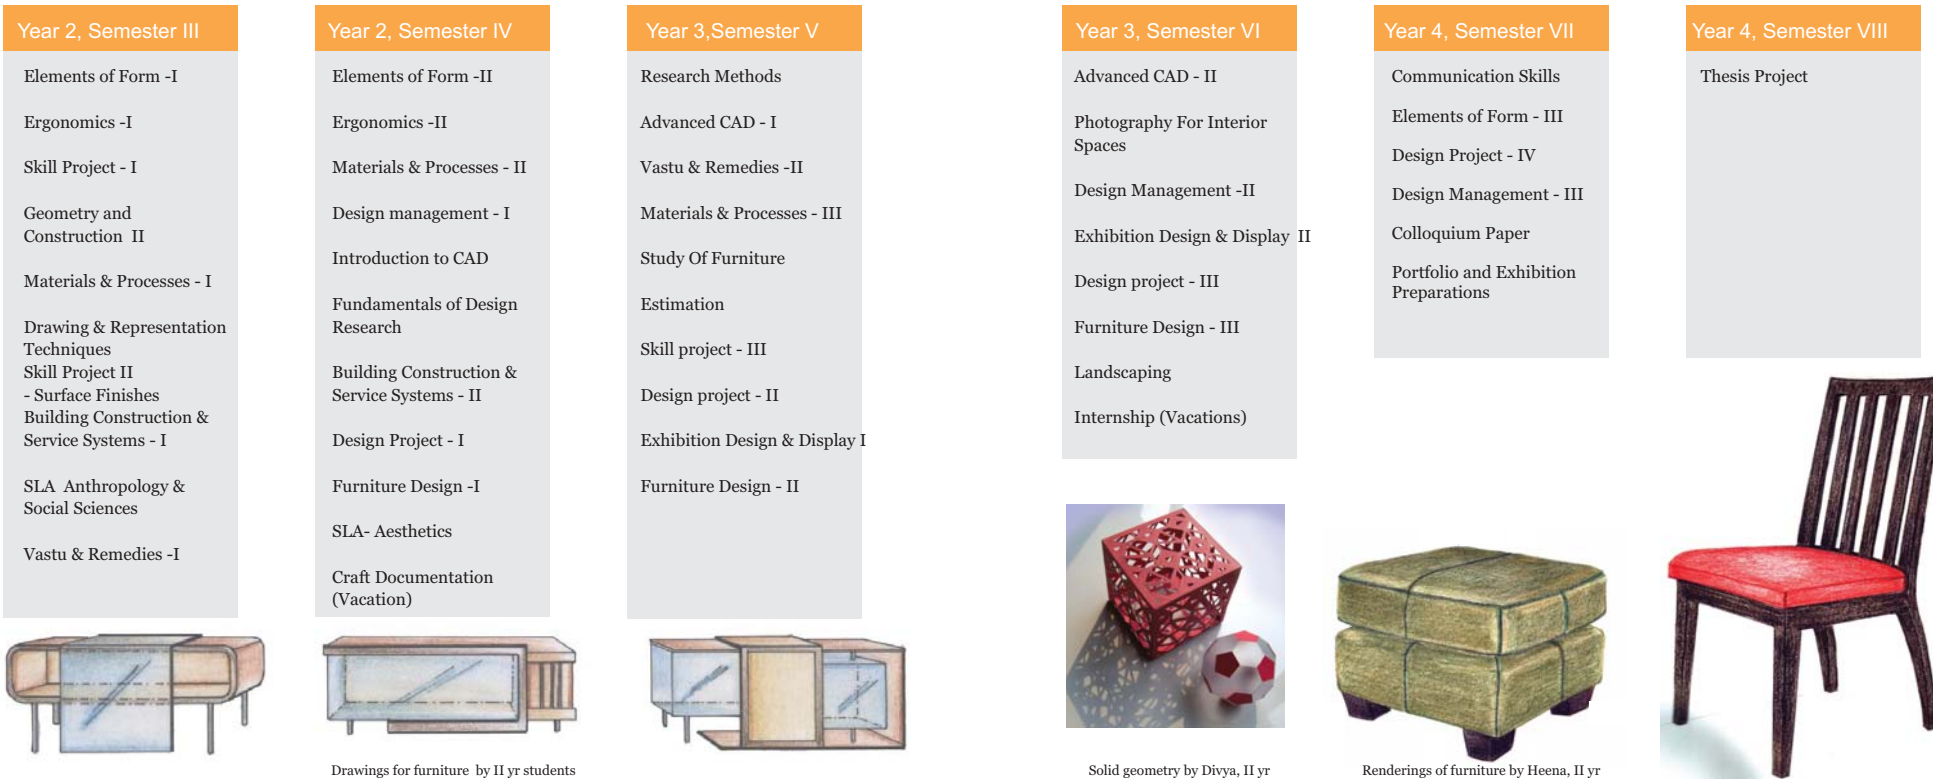 Year 2, Semester III
Elements of Form -I
Ergonomics -I
Skill Project - I
Geometry and
Construction II
Materials & Processes - I
Drawing & Representation
Techniques
Skill Project II
- Surface Finishes
Building Construction &
Service Systems - I
SLA Anthropology &
Social Sciences
Vastu & Remedies -I
Year 2, Semester IV
Elements of Form -II
Ergonomics -II
Materials & Processes - II
Design management - I
Introduction to CAD
Fundamentals of Design
Research
Building Construction &
Service Systems - II
Design Project - I
Furniture Design -I
SLA- Aesthetics
Craft Documentation
(Vacation)
Year 3,Semester V
Research Methods
Advanced CAD - I
Vastu & Remedies -II
Materials & Processes - III
Study Of Furniture
Estimation
Skill project - III
Design project - II
Exhibition Design & Display I
Furniture Design - II
Drawings for furniture by II yr students
Year 3, Semester VI
Advanced CAD - II
Photography For Interior
Spaces
Design Management -II
Exhibition Design & Display II
Design project - III
Furniture Design - III
Landscaping
Internship (Vacations)
Year 4, Semester VII
Communication Skills
Elements of Form - III
Design Project - IV
Design Management - III
Colloquium Paper
Portfolio and Exhibition
Preparations
Year 4, Semester VIII
Thesis Project
Solid geometry by Divya, II yr
Renderings of furniture by Heena, II yr